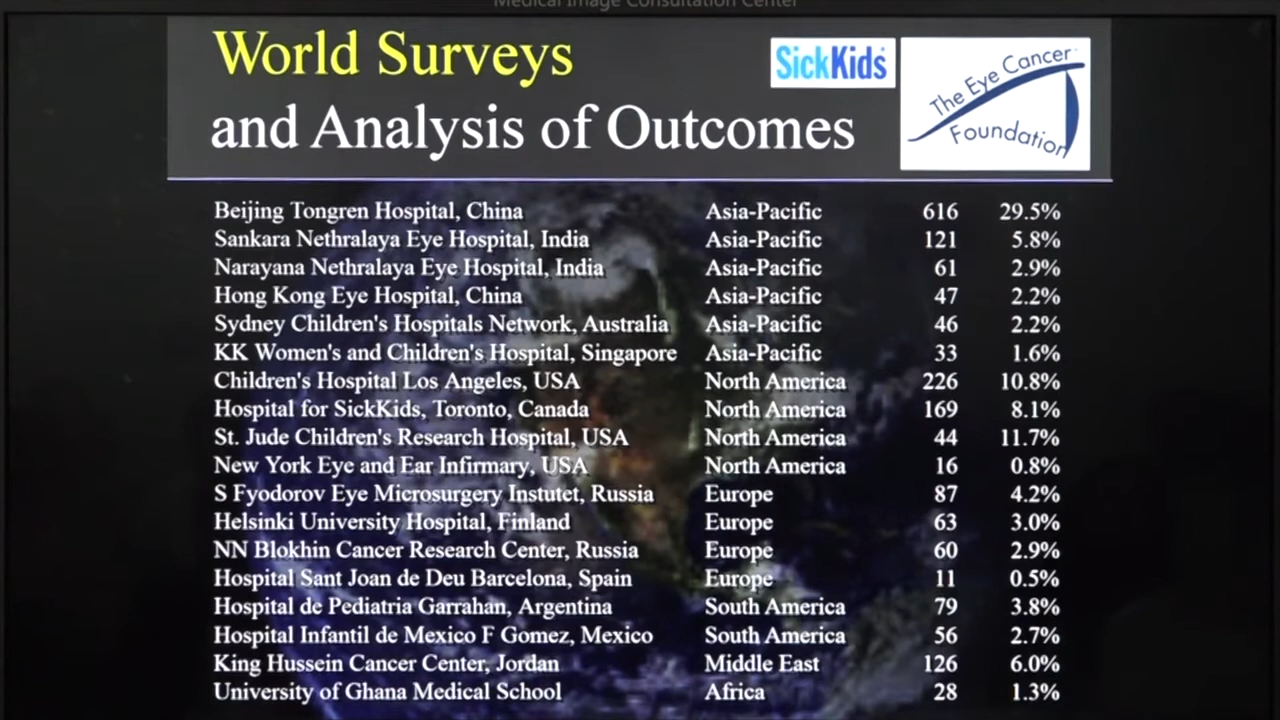 Medical Image Consultation Center
World Surveys
and Analysis of Outcomes
SickKids
The Eye Cancer
Foundation
Beijing Tongren Hospital, China Asia-Pacific 616 29.5%
Sankara Nethralaya Eye Hospital, India Asia-Pacific 121 5.8%
Narayana Nethralaya Eye Hospital, India Asia-Pacific 61 2.9%
Hong Kong Eye Hospital, China Asia-Pacific 47 2.2%
Sydney Children's Hospitals Network, Australia Asia-Pacific 46 2.2%
KK Women's and Children's Hospital, Singapore Asia-Pacific 33 1.6%
Children's Hospital Los Angeles, USA North America 226 10.8%
Hospital for SickKids, Toronto, Canada North America 169 8.1%
St. Jude Children's Research Hospital, USA North America 44 11.7%
New York Eye and Ear Infirmary, USA North America 16 0.8%
S Fyodorov Eye Microsurgery Instutet, Russia Europe 87 4.2%
Helsinki University Hospital, Finland Europe 63 3.0%
NN Blokhin Cancer Research Center, Russia Europe 60 2.9%
Hospital Sant Joan de Deu Barcelona, Spain Europe 11 0.5%
Hospital de Pediatria Garrahan, Argentina South America 79 3.8%
Hospital Infantil de Mexico F Gomez, Mexico South America 56 2.7%
King Hussein Cancer Center, Jordan Middle East 126 6.0%
University of Ghana Medical School Africa 28 1.3%